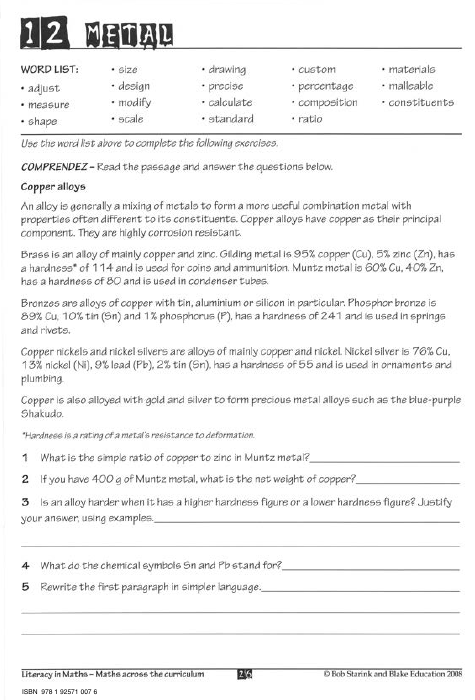 12 METAL
WORD LIST: • size • drawing • custom • materials
• adjust • design • precise • percentage • malleable
• measure • modify • calculate • composition • constituents
• shape • scale • standard • ratio
Use the word list above to complete the following exercises.
COMPREHENDEZ – Read the passage and answer the questions below.
Copper alloys
An alloy is generally a mixing of metals to form a more useful combination metal with
properties often different to its constituents. Copper alloys have copper as their principal
component. They are highly corrosion resistant.
Brass is an alloy of mainly copper and zinc. Gilding metal is 95% copper (Cu), 5% zinc (Zn), has
a hardness* of 114 and is used for coins and ammunition. Muntz metal is 60% Cu, 40% Zn,
has a hardness of 80 and is used in condenser tubes.
Bronzes are alloys of copper with tin, aluminium or silicon in particular. Phosphor bronze is
89% Cu, 10% tin (Sn) and 1% phosphorus (P), has a hardness of 241 and is used in springs
and rivets.
Copper nickels and nickel silvers are alloys of mainly copper and nickel. Nickel silver is 76% Cu,
13% nickel (Ni), 9% lead (Pb), 2% tin (Sn), has a hardness of 55 and is used in ornaments and
plumbing.
Copper is also alloyed with gold and silver to form precious metal alloys such as the blue-purple
Shakudo.
*Hardness is a rating of a metal's resistance to deformation.
1 What is the simple ratio of copper to zinc in Muntz metal?
2 If you have 400 g of Muntz metal, what is the net weight of copper?
3 Is an alloy harder when it has a higher hardness figure or a lower hardness figure? Justify
your answer, using examples.
4 What do the chemical symbols Sn and Pb stand for?
5 Rewrite the first paragraph in simpler language.
Literacy in Maths – Maths across the curriculum 26 © Bob Starink and Blake Education 2008
ISBN 978 1 92571 007 6